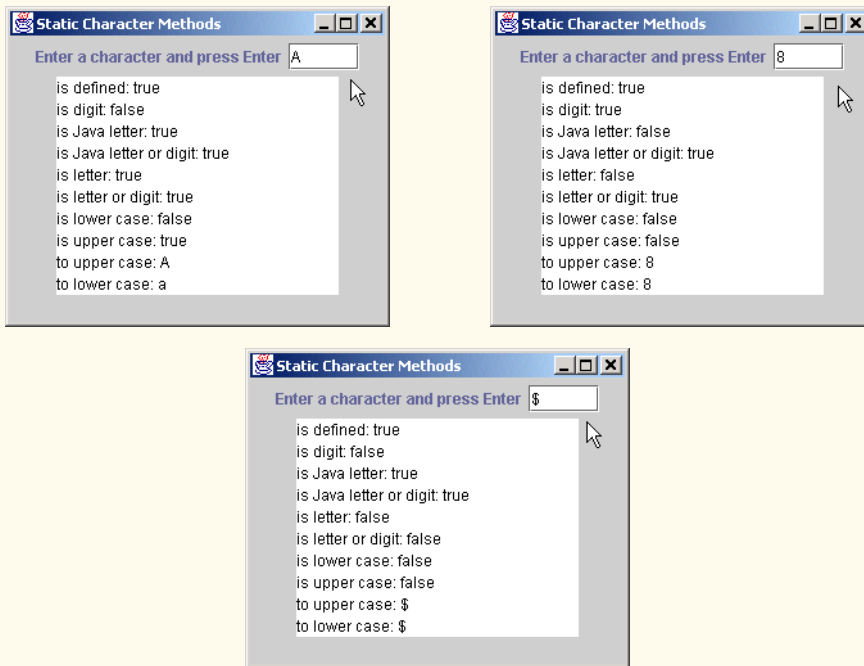 Static Character Methods
Enter a character and press Enter A
is defined: true
is digit: false
is Java letter: true
is Java letter or digit: true
is letter: true
is letter or digit: true
is lower case: false
is upper case: true
to upper case: A
to lower case: a
Static Character Methods
Enter a character and press Enter 8
is defined: true
is digit: true
is Java letter: false
is Java letter or digit: true
is letter: false
is letter or digit: true
is lower case: false
is upper case: false
to upper case: 8
to lower case: 8
Static Character Methods
Enter a character and press Enter $
is defined: true
is digit: false
is Java letter: true
is Java letter or digit: true
is letter: false
is letter or digit: false
is lower case: false
is upper case: false
to upper case: $
to lower case: $